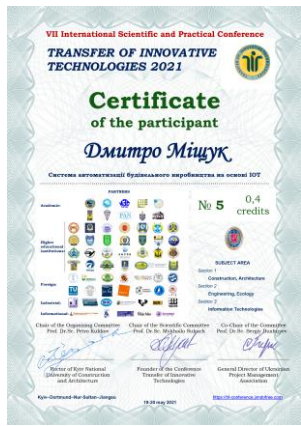 VII International Scientific and Practical Conference
TRANSFER OF INNOVATIVE
TECHNOLOGIES 2021
Certificate
of the participant
Дмитро Міщук
Система автоматизації будівельного виробництва на основі IOT
PARTNERS
Academic:
Higher
educational
institutions:
Foreign:
Industrial:
Informational:
№ 5
0,4
credits
SUBJECT AREA
Section 1
Construction, Architecture
Section 2
Engineering, Ecology
Section 3
Information Technologies
Chair of the Organizing Committee
Prof. Dr Sc. Petro Kulikov
Rector of Kyiv National
University of Construction
and Architecture
Chair of the Scientific Committee
Prof. Dr Sc. Mykhailo Sukach
Founder of the Conference
Transfer of Innovative
Technologies
Co-Chair of the Committee
Prof. Dr Sc. Sergiy Bushuyev
General Director of Ukrainian
Project Management
Association
Kyiv-Dortmund-Nur-Sultan-Jiangsu
19-20 may 2021